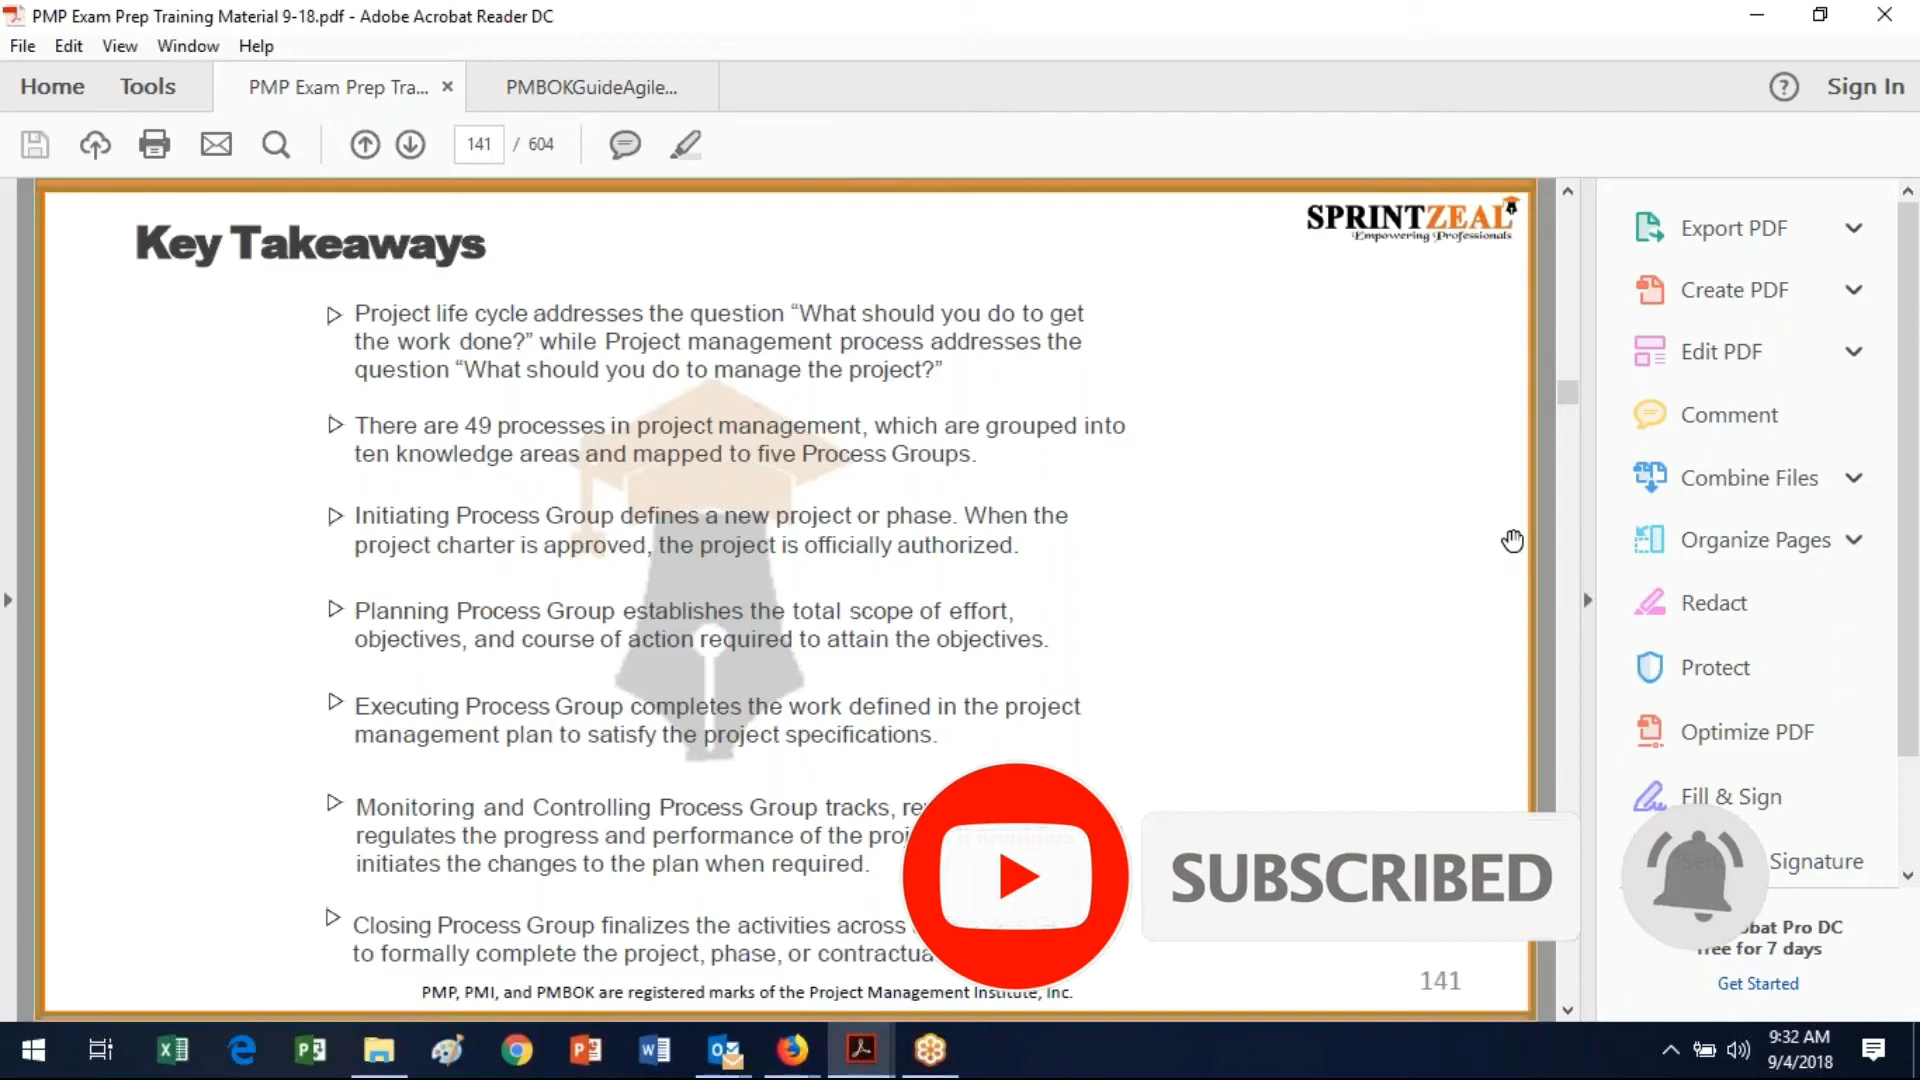 PMP Exam Prep Training Material 9-18.pdf - Adobe Acrobat Reader DC
File Edit View Window Help
Home Tools PMP Exam Prep Tra... × PMBOKGuideAgile... ? Sign In
141 / 604
Key Takeaways
SPRINTZEAL
Empowering Professionals
Project life cycle addresses the question “What should you do to get
the work done?” while Project management process addresses the
question “What should you do to manage the project?”
There are 49 processes in project management, which are grouped into
ten knowledge areas and mapped to five Process Groups.
Initiating Process Group defines a new project or phase. When the
project charter is approved, the project is officially authorized.
Planning Process Group establishes the total scope of effort,
objectives, and course of action required to attain the objectives.
Executing Process Group completes the work defined in the project
management plan to satisfy the project specifications.
Monitoring and Controlling Process Group tracks,
regulates the progress and performance of the
initiates the changes to the plan when required.
Closing Process Group finalizes the activities across
to formally complete the project, phase, or
PMP, PMI, and PMBOK are registered marks of the Project Management Institute, Inc.
141
SUBSCRIBED
Export PDF
Create PDF
Edit PDF
Comment
Combine Files
Organize Pages
Redact
Protect
Optimize PDF
Fill & Sign
Signature
Pro DC
free for 7 days
Get Started
9:32 AM
9/4/2018